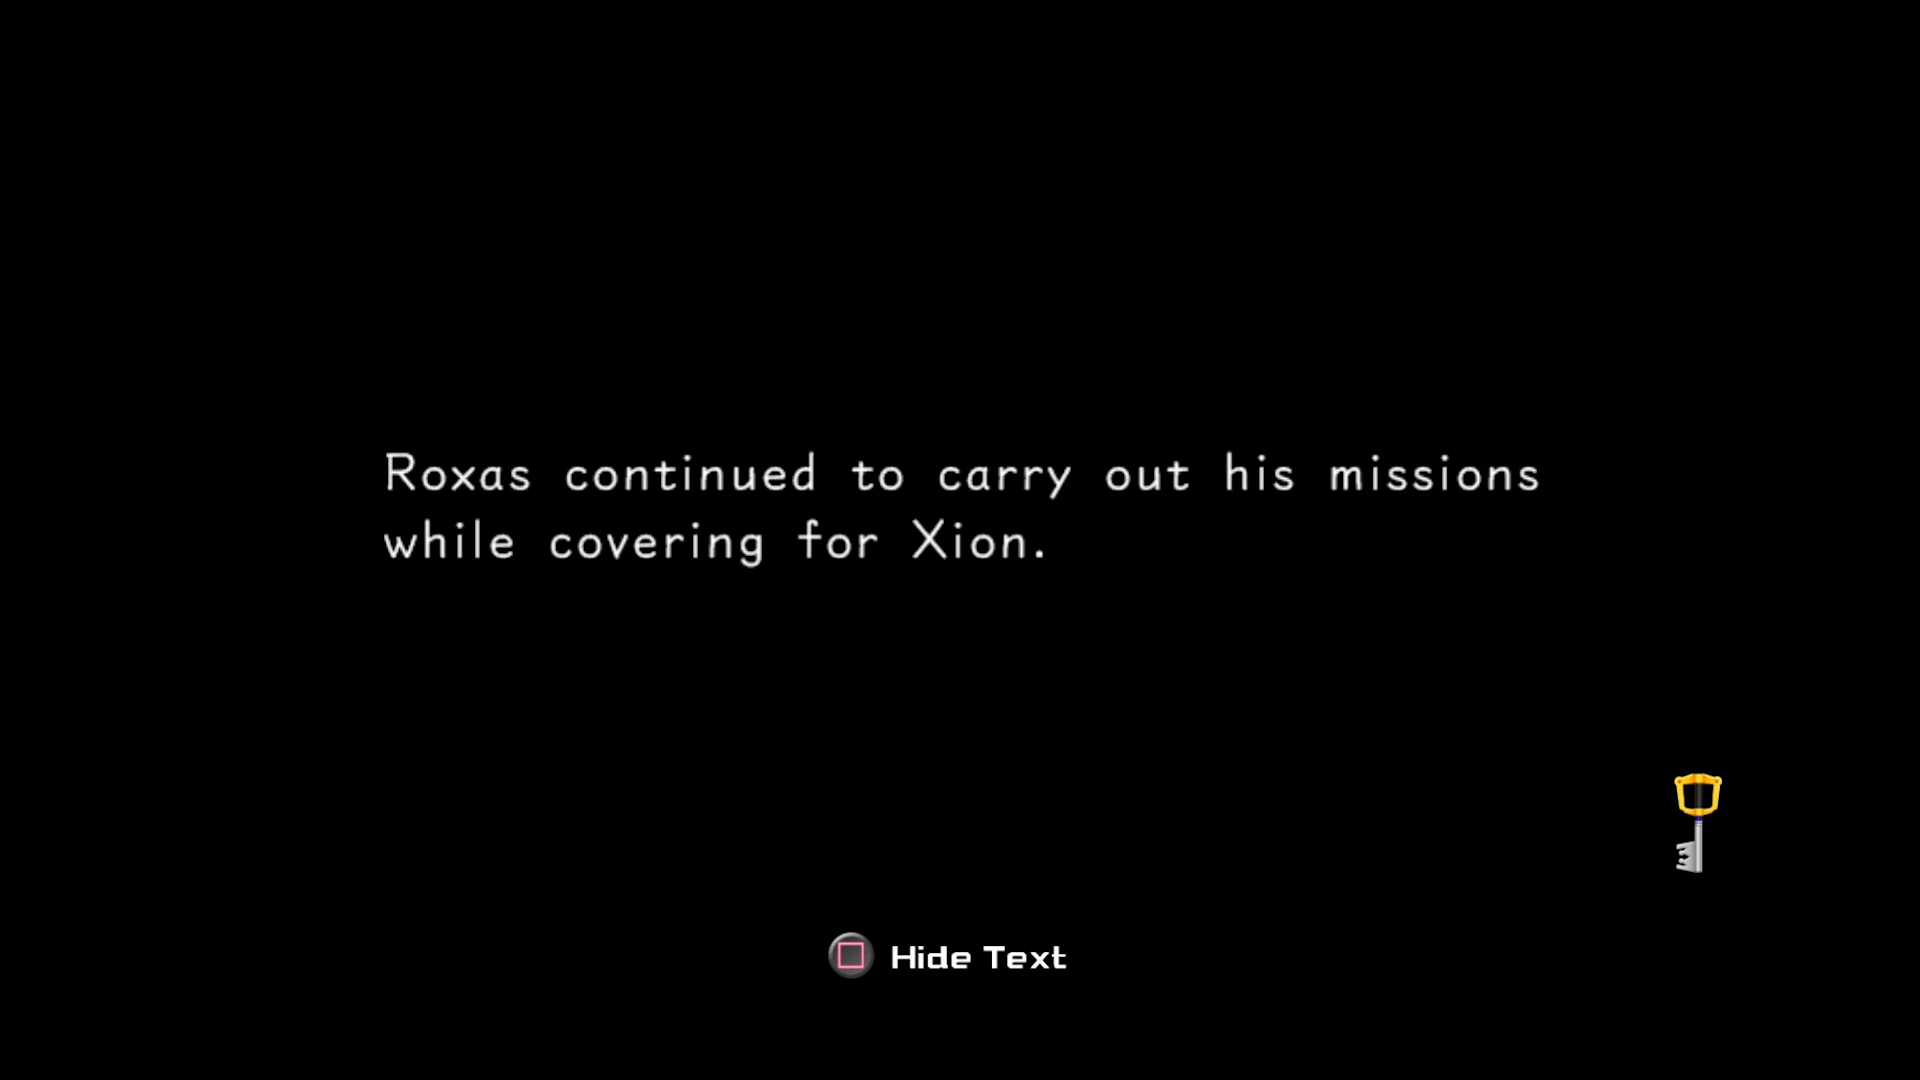 Roxas continued to carry out his missions
while covering for Xion.
Hide Text